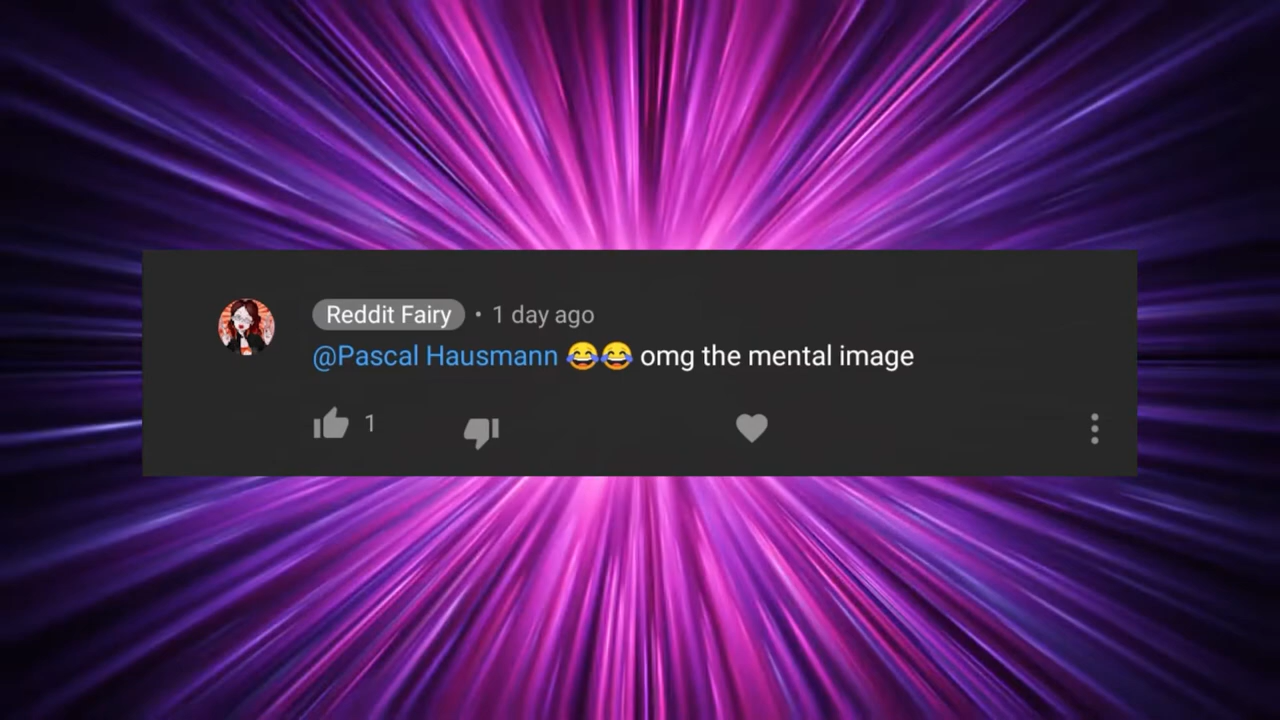 Reddit Fairy • 1 day ago
@Pascal Hausmann 😂😂 omg the mental image
1